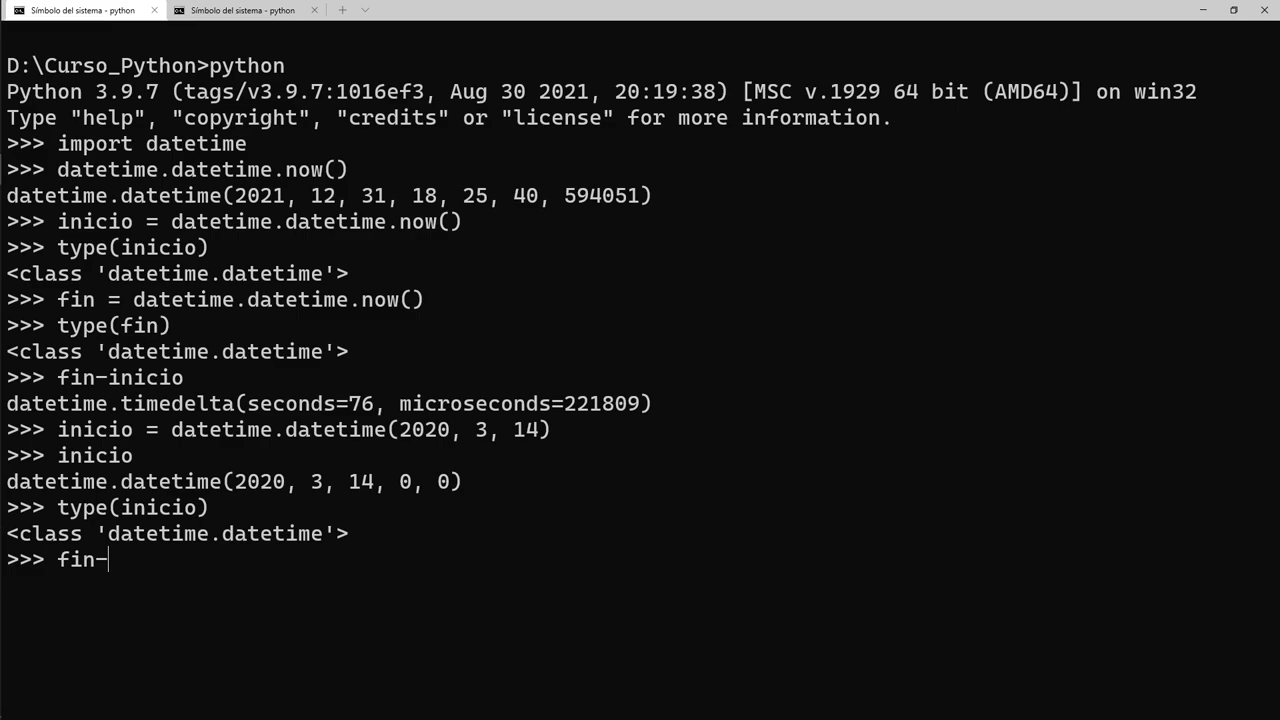 Símbolo del sistema - python
Símbolo del sistema - python
D:\Curso_Python>python
Python 3.9.7 (tags/v3.9.7:1016ef3, Aug 30 2021, 20:19:38) [MSC v.1929 64 bit (AMD64)] on win32
Type "help", "copyright", "credits" or "license" for more information.
>>> import datetime
>>> datetime.datetime.now()
datetime.datetime(2021, 12, 31, 18, 25, 40, 594051)
>>> inicio = datetime.datetime.now()
>>> type(inicio)
<class 'datetime.datetime'>
>>> fin = datetime.datetime.now()
>>> type(fin)
<class 'datetime.datetime'>
>>> fin-inicio
datetime.timedelta(seconds=76, microseconds=221809)
>>> inicio = datetime.datetime(2020, 3, 14)
>>> inicio
datetime.datetime(2020, 3, 14, 0, 0)
>>> type(inicio)
<class 'datetime.datetime'>
>>> fin-